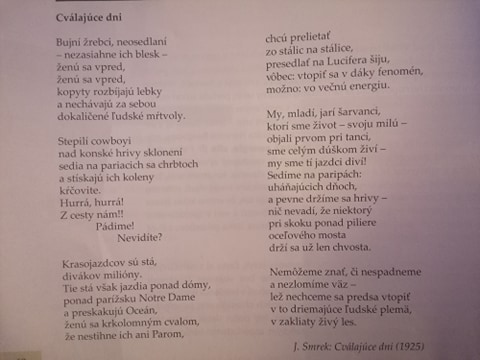 Cválajúce dni
Bujní žrebci, neosedlaní
– nezasiahne ich blesk –
ženú sa vpred,
ženú sa vpred,
kopyty rozbíjajú lebky
a nechávajú za sebou
dokaličené ľudské mŕtvoly.
Stepilí cowboyi
nad konské hrivy sklonení
sedia na pariacich sa chrbtoch
a stískajú ich koleny
kŕčovite.
Hurrá, hurrá!
Z cesty nám!!
Pádime!
Nevidíte?
Krasojazdcov sú stá,
divákov milióny.
Tie stá však jazdia ponad dómy,
ponad parížsku Notre Dame
a preskakujú Oceán,
ženú sa krkolomným cvalom,
že nestihne ich ani Parom,
chcú prelietať
zo stálic na stálice,
presedlať na Lucifera šiju,
vôbec: vtopiť sa v dáky fenomén,
možno: vo večnú energiu.
My, mladí, jarí šarvanci,
ktorí sme život – svoju milú –
objali prvom pri tanci,
sme celým dúškom živí –
my sme tí jazdci diví!
Sedíme na paripách:
uháňajúcich dňoch,
a pevne držíme sa hrivy –
nič nevadí, že niektorý
pri skoku ponad piliere
oceľového mosta
drží sa už len chvosta.
Nemôžeme znať, či nespadneme
a nezlomíme väz –
lež nechceme sa predsa vtopiť
v to driemajúce ľudské plemä,
v zakliaty živý les.
J. Smrek: Cválajúce dni (1925)